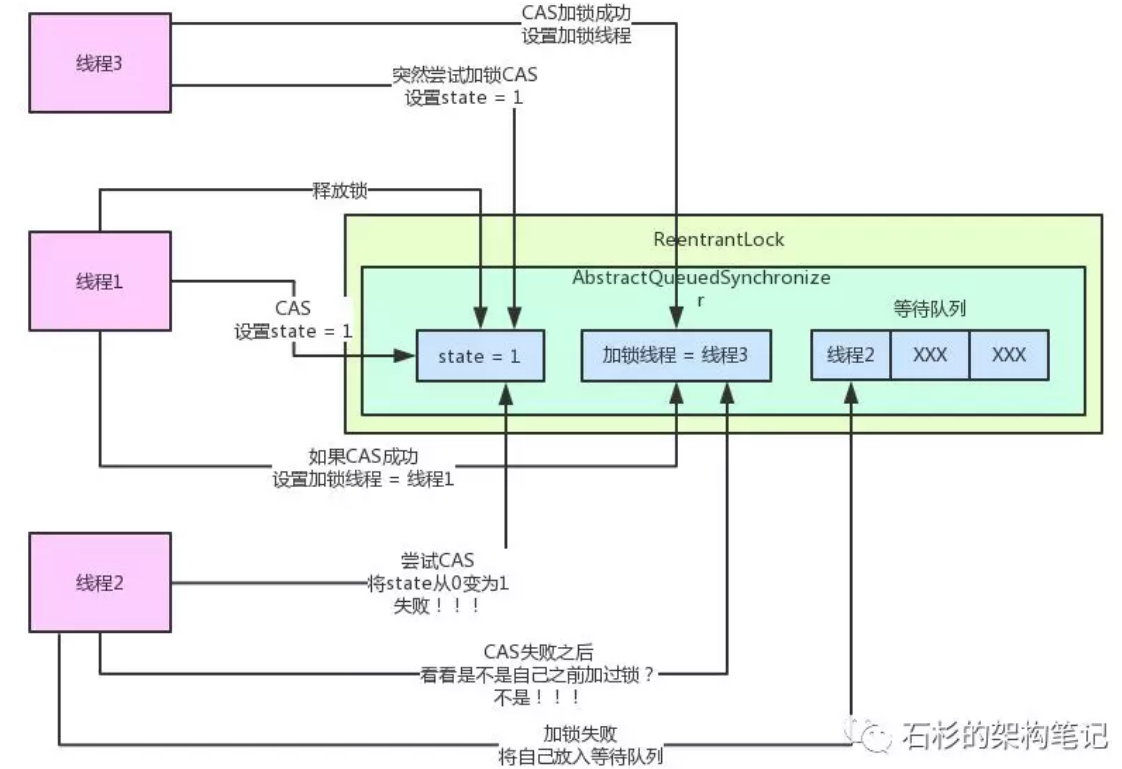 CAS加锁成功
设置加锁线程
线程3
突然尝试加锁CAS
设置state = 1
释放锁
ReentrantLock
线程1
AbstractQueuedSynchronize
r
CAS
设置state = 1
等待队列
state = 1
加锁线程 = 线程3
线程2
XXX
XXX
如果CAS成功
设置加锁线程 = 线程1
尝试CAS
将state从0变为1
失败！！！
线程2
CAS失败之后
看看是不是自己之前加过锁？
不是！！！
加锁失败
将自己放入等待队列
石杉的架构笔记